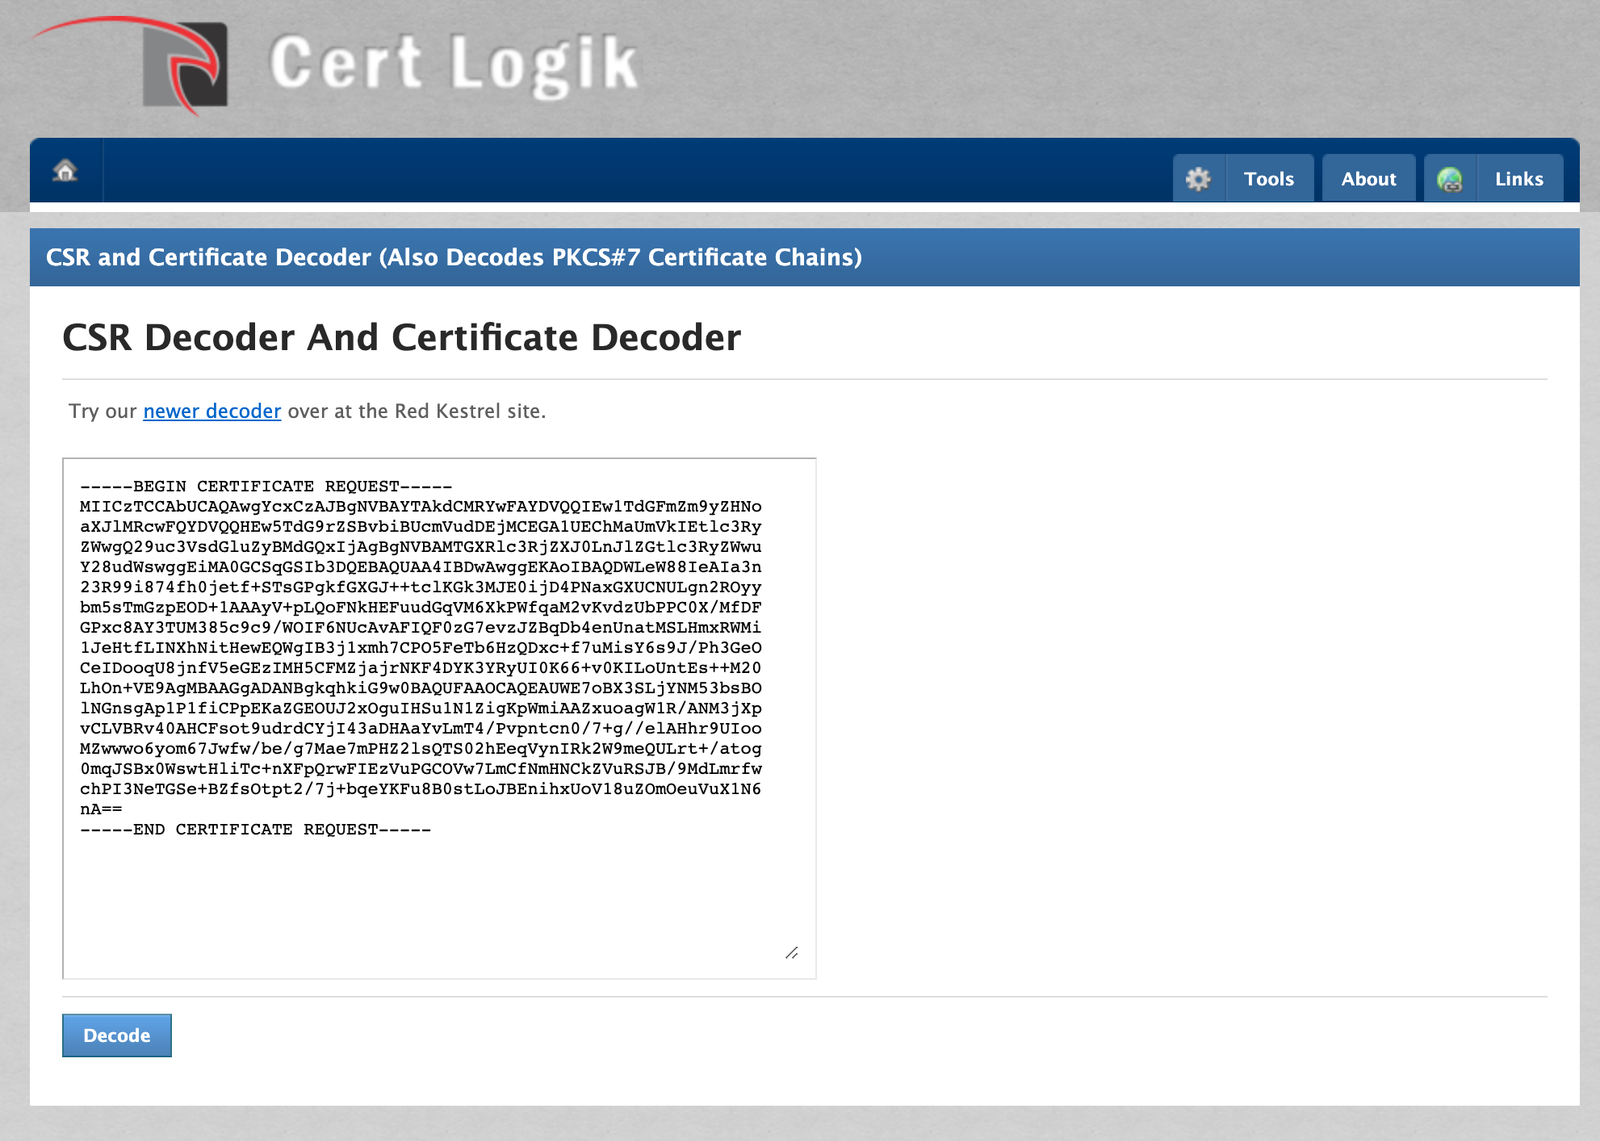 Cert Logik
Tools
About
Links
CSR and Certificate Decoder (Also Decodes PKCS#7 Certificate Chains)
CSR Decoder And Certificate Decoder
Try our newer decoder over at the Red Kestrel site.
-----BEGIN CERTIFICATE REQUEST-----
MIICzTCCAbUCAQAwgYcxCzAJBgNVBAYTAkdCMRYwFAYDVQQIEw1TdGFmZm9yZHNo
aXJlMRcwFQYDVQQHEw5TdG9rZSBvbiBUcmVudDEjMCEGA1UEChMaUmVkIEtlc3Ry
ZWwgQ29uc3VsdGluZyBMdGQxIjAgBgNVBAMTGXRlc3RjZXJ0LnJlZGtlc3RyZWwu
Y28udWswggEiMA0GCSqGSIb3DQEBAQUAA4IBDwAwggEKAoIBAQDWLeW88IeAIa3n
23R99i874fh0jetf+STsGPgkfGXGJ++tclKGk3MJE0ijD4PNaxGXUCNULgn2ROyy
bm5sTmGzpEOD+1AAAyV+pLQoFNkHEFuudGqVM6XkPWfqaM2vKvdzUbPPC0X/MfDF
GPxc8AY3TUM385c9c9/WOIF6NUcAvAFIQF0zG7evzJZBqDb4enUnatMSLHmxRWMi
1JeHtfLINXhNitHewEQWgIB3j1xmh7CPO5FeTb6HzQDxc+f7uMisY6s9J/Ph3GeO
CeIDooqU8jnfV5eGEzIMH5CFMZjajrNKF4DYK3YRyUI0K66+v0KILoUntEs++M20
LhOn+VE9AgMBAAGgADANBgkqhkiG9w0BAQUFAAOCAQEAUWE7oBX3SLjYNM53bsBO
lNGnsgAp1P1fiCPpEKaZGEOUJ2xOguIHSu1N1ZigKpWmiAAZxuoagW1R/ANM3jXp
vCLVBRv40AHCFsot9udrdCYjI43aDHAaYvLmT4/Pvpntcn0/7+g//elAHhr9UIoo
MZwwwo6yom67Jwfw/be/g7Mae7mPHZ2lsQTS02hEeqVynIRk2W9meQULrt+/atog
0mqJSBx0WswtHliTc+nXFpQrwFIEzVuPGCOVw7LmCfNmHNCkZVuRSJB/9MdLmrfw
chPI3NeTGSe+BZfsOtpt2/7j+bqeYKFu8B0stLoJBEnihxUoV18uZOmOeuVuX1N6
nA==
-----END CERTIFICATE REQUEST-----
Decode